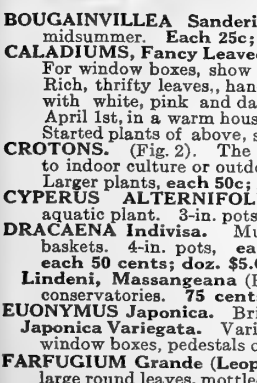 BOUGAINVILLEA Sanderi
midsummer. Each 25c;
CALADIUMS, Fancy Leave
For window boxes, show
Rich, thrifty leaves,, han
with white, pink and da
April 1st, in a warm hous
Started plants of above, s
CROTONS. (Fig. 2). The
to indoor culture or outdo
Larger plants, each 50c;
CYPERUS ALTERNIFOL
aquatic plant. 3-in. pots
DRACAENA Indivisa. Mu
baskets. 4-in. pots, ea
each 50 cents; doz. $5.0
Lindeni, Massangeana (
conservatories. 75 cent
EUONYMUS Japonica. Bri
Japonica Variegata. Vari
window boxes, pedestals o
FARFUGIUM Grande (Leop
large round leaves, mottle